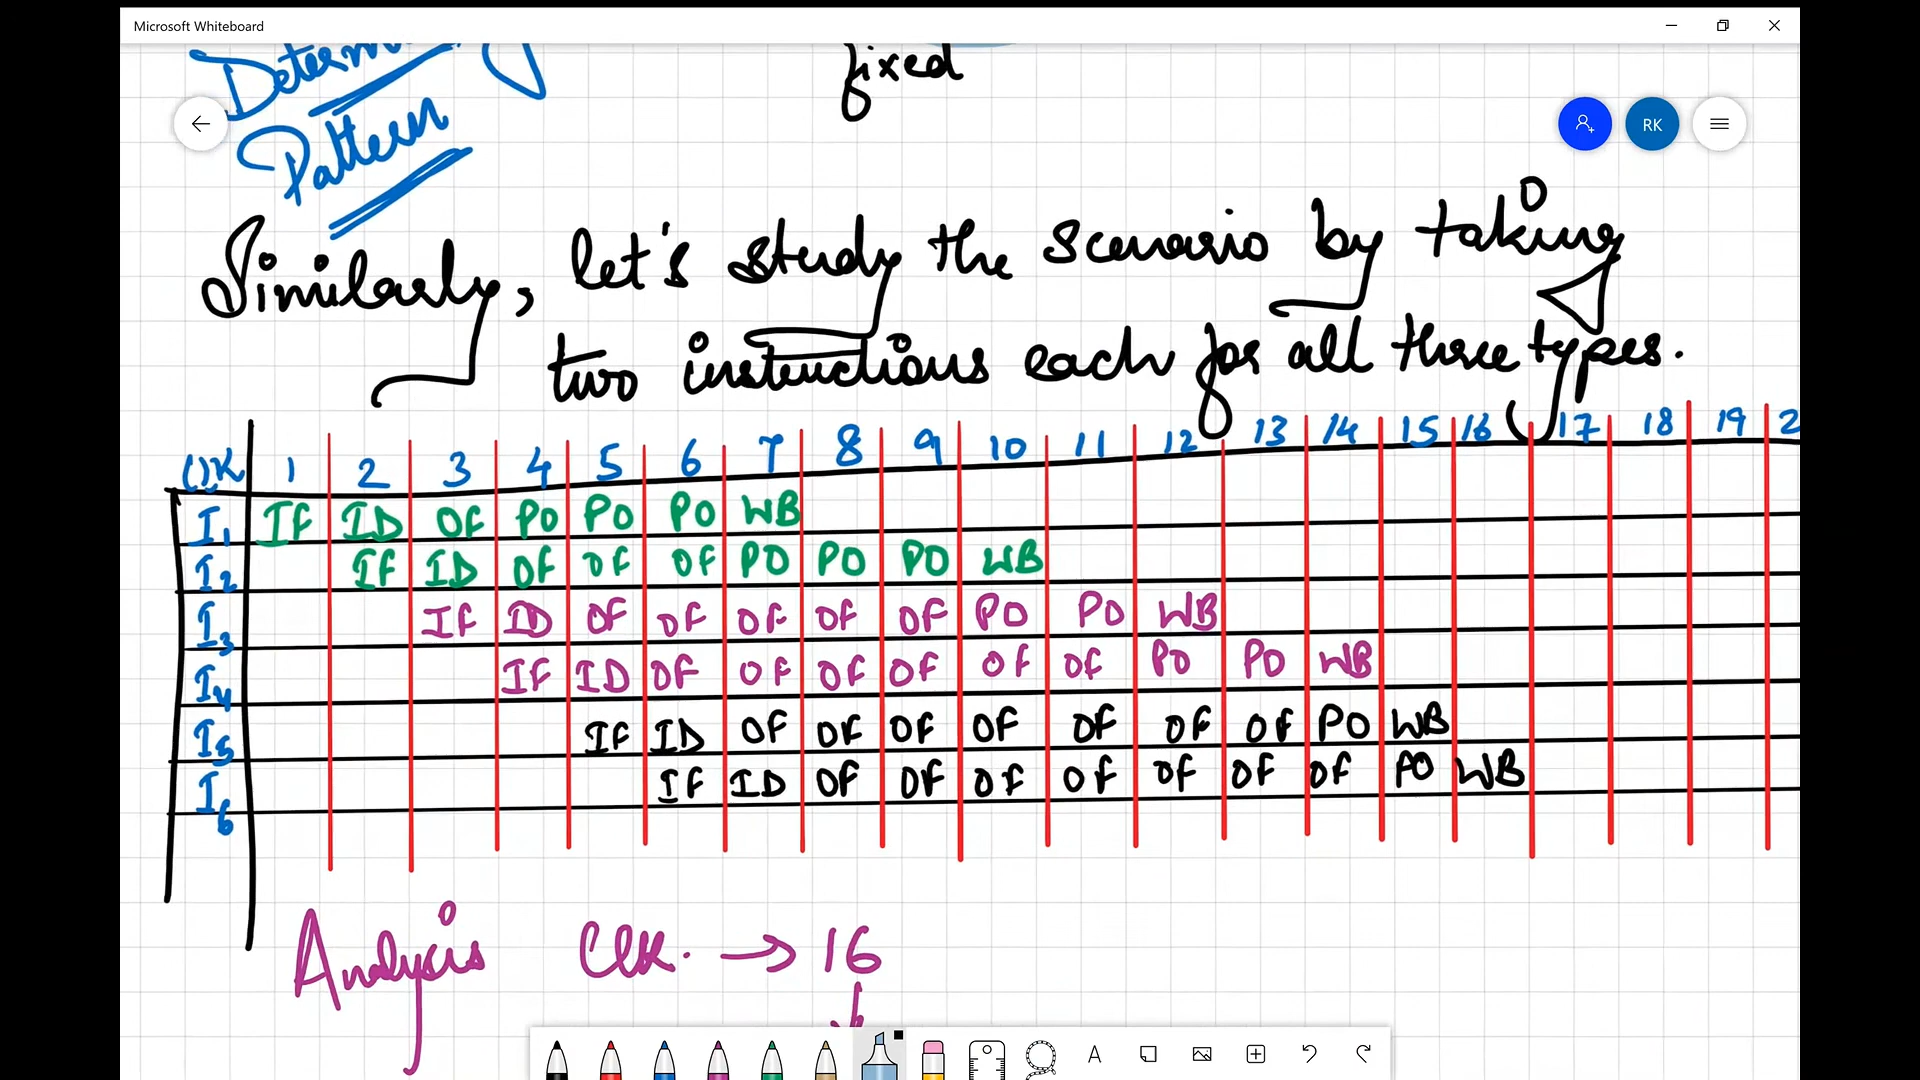 Microsoft Whiteboard
fixed
Pattern
RK
Similarly, let's study the scenario by taking
two instructions each for all three types.
CLK 1 2 3 4 5 6 7 8 9 10 11 12 13 14 15 16 17 18 19 2
I1 IF ID OF PO PO PO WB
I2 IF ID OF OF OF PO PO PO WB
I3 IF ID OF OF OF OF OF PO PO WB
I4 IF ID OF OF OF OF OF OF PO PO WB
I5 IF ID OF OF OF OF OF OF OF PO WB
I6 IF ID OF OF OF OF OF OF OF PO WB
Analysis CLK. → 16
A